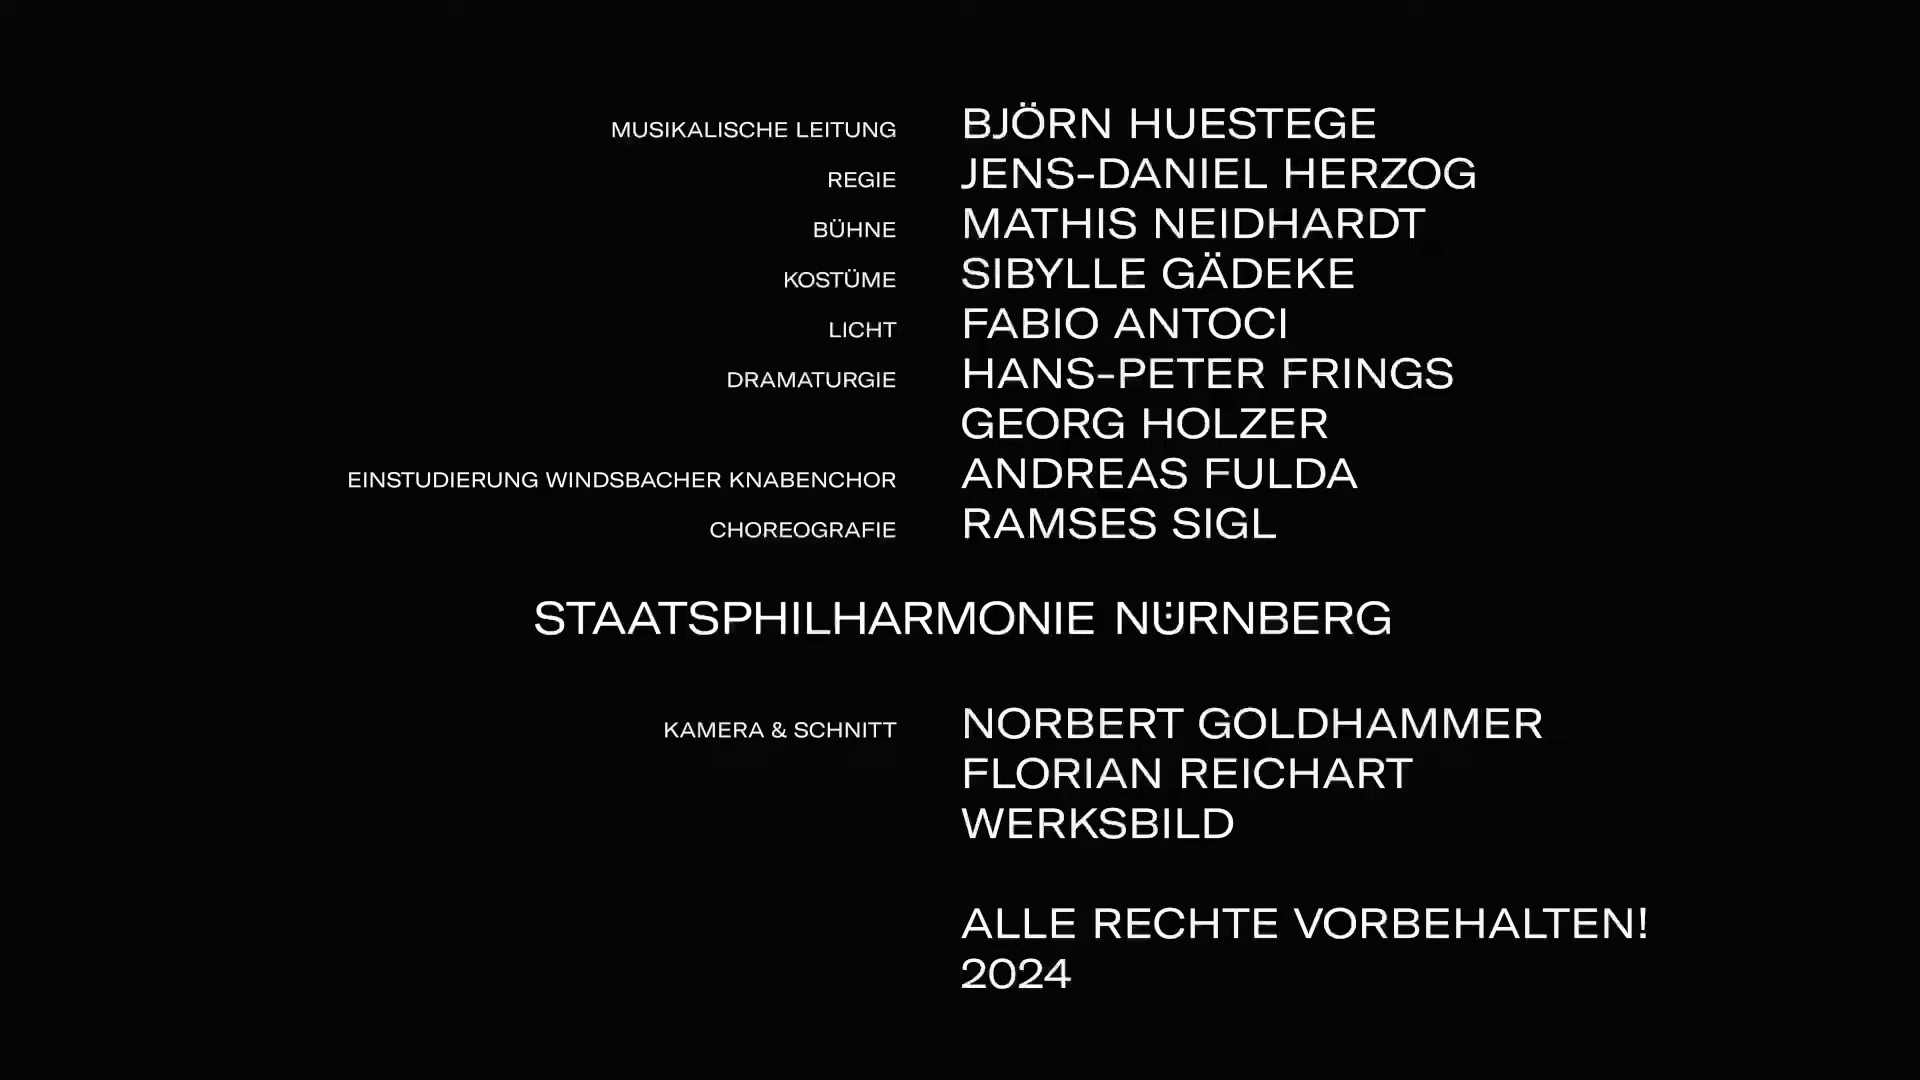 MUSIKALISCHE LEITUNG BJÖRN HUESTEGE
REGIE JENS-DANIEL HERZOG
BÜHNE MATHIS NEIDHARDT
KOSTÜME SIBYLLE GÄDEKE
LICHT FABIO ANTOCI
DRAMATURGIE HANS-PETER FRINGS
GEORG HOLZER
EINSTUDIERUNG WINDSBACHER KNABENCHOR ANDREAS FULDA
CHOREOGRAFIE RAMSES SIGL
STAATSPHILHARMONIE NÜRNBERG
KAMERA & SCHNITT NORBERT GOLDHAMMER
FLORIAN REICHART
WERKSBILD
ALLE RECHTE VORBEHALTEN!
2024